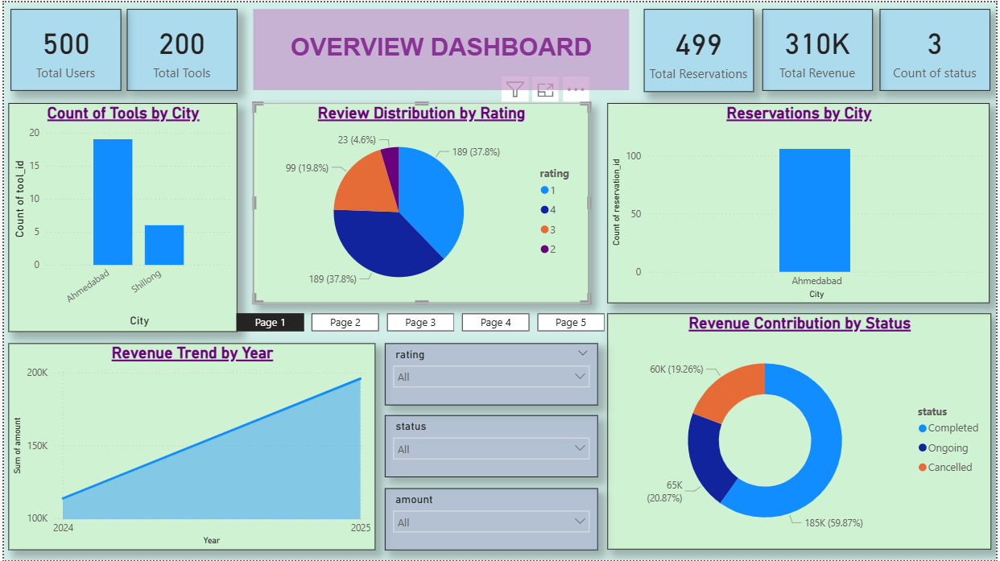 500
Total Users
200
Total Tools
OVERVIEW DASHBOARD
499
Total Reservations
310K
Total Revenue
3
Count of status
Count of Tools by City
Count of tool_id
20
15
10
5
0
Ahmedabad
Shillong
City
Review Distribution by Rating
23 (4.6%)
189 (37.8%)
99 (19.8%)
189 (37.8%)
rating
1
4
3
2
Reservations by City
Count of reservation_id
100
50
0
Ahmedabad
City
Page 1
Page 2
Page 3
Page 4
Page 5
Revenue Trend by Year
Sum of amount
200K
150K
100K
2024
2025
Year
rating
All
status
All
amount
All
Revenue Contribution by Status
60K (19.26%)
65K
(20.87%)
185K (59.87%)
status
Completed
Ongoing
Cancelled